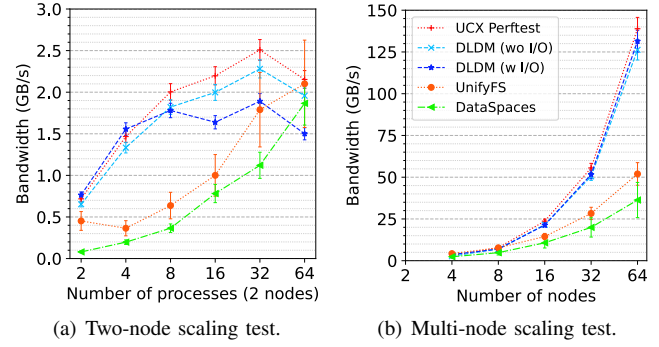 3.0
2.5
2.0
1.5
1.0
0.5
0.0
Bandwidth (GB/s)
2 4 8 16 32 64
Number of processes (2 nodes)
(a) Two-node scaling test.
150
125
100
75
50
25
0
Bandwidth (GB/s)
UCX Perftest
DLDM (wo I/O)
DLDM (w I/O)
UnifyFS
DataSpaces
2 4 8 16 32 64
Number of nodes
(b) Multi-node scaling test.